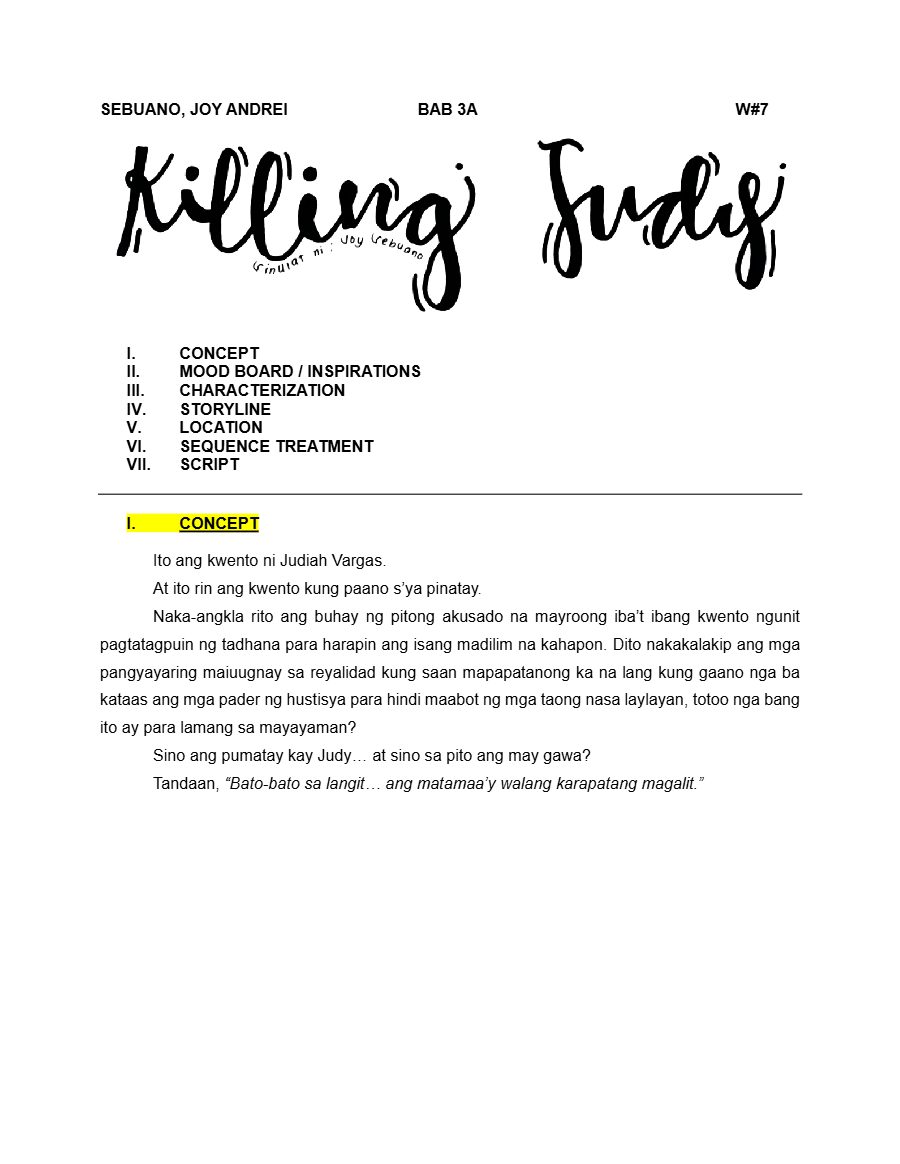 SEBUANO, JOY ANDREI BAB 3A W#7
Killing Judy
Sinulat ni : Joy Sebuano
I. CONCEPT
II. MOOD BOARD / INSPIRATIONS
III. CHARACTERIZATION
IV. STORYLINE
V. LOCATION
VI. SEQUENCE TREATMENT
VII. SCRIPT
I. CONCEPT
Ito ang kwento ni Judiah Vargas.
At ito rin ang kwento kung paano s’ya pinatay.
Naka-angkla rito ang buhay ng pitong akusado na mayroong iba’t ibang kwento ngunit
pagtatagpuin ng tadhana para harapin ang isang madilim na kahapon. Dito nakakalakip ang mga
pangyayaring maiuugnay sa reyalidad kung saan mapapatanong ka na lang kung gaano nga ba
kataas ang mga pader ng hustisya para hindi maabot ng mga taong nasa laylayan, totoo nga bang
ito ay para lamang sa mayayaman?
Sino ang pumatay kay Judy… at sino sa pito ang may gawa?
Tandaan, “Bato-bato sa langit… ang matamaa’y walang karapatang magalit.”